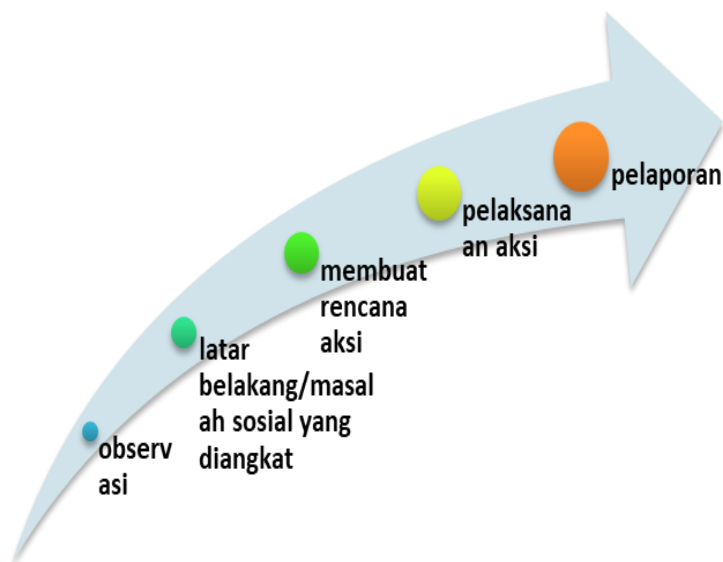 observ
asi
latar
belakang/masal
ah sosial yang
diangkat
membuat
rencana
aksi
pelaksana
an aksi
pelaporan